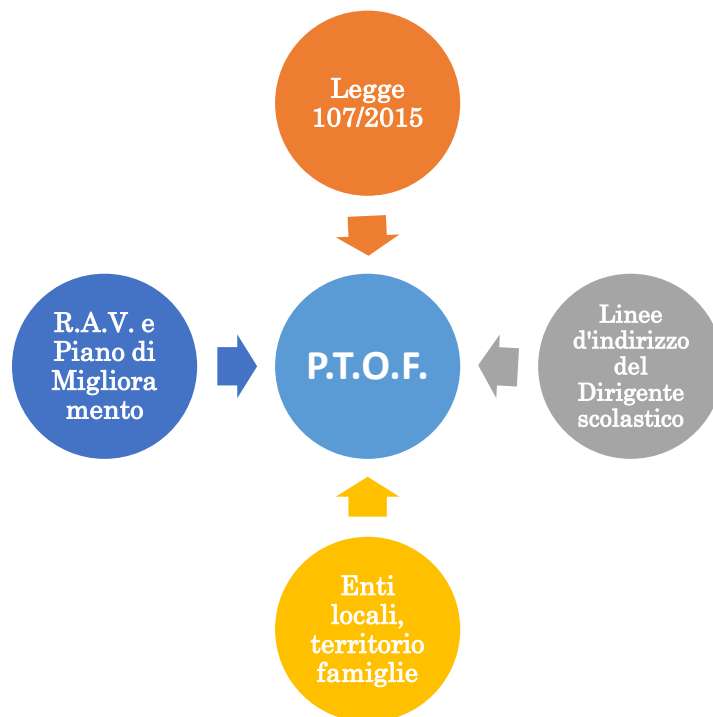 Legge
107/2015
R.A.V. e
Piano di
Migliora
mento
P.T.O.F.
Linee
d'indirizzo
del
Dirigente
scolastico
Enti
locali,
territorio
famiglie